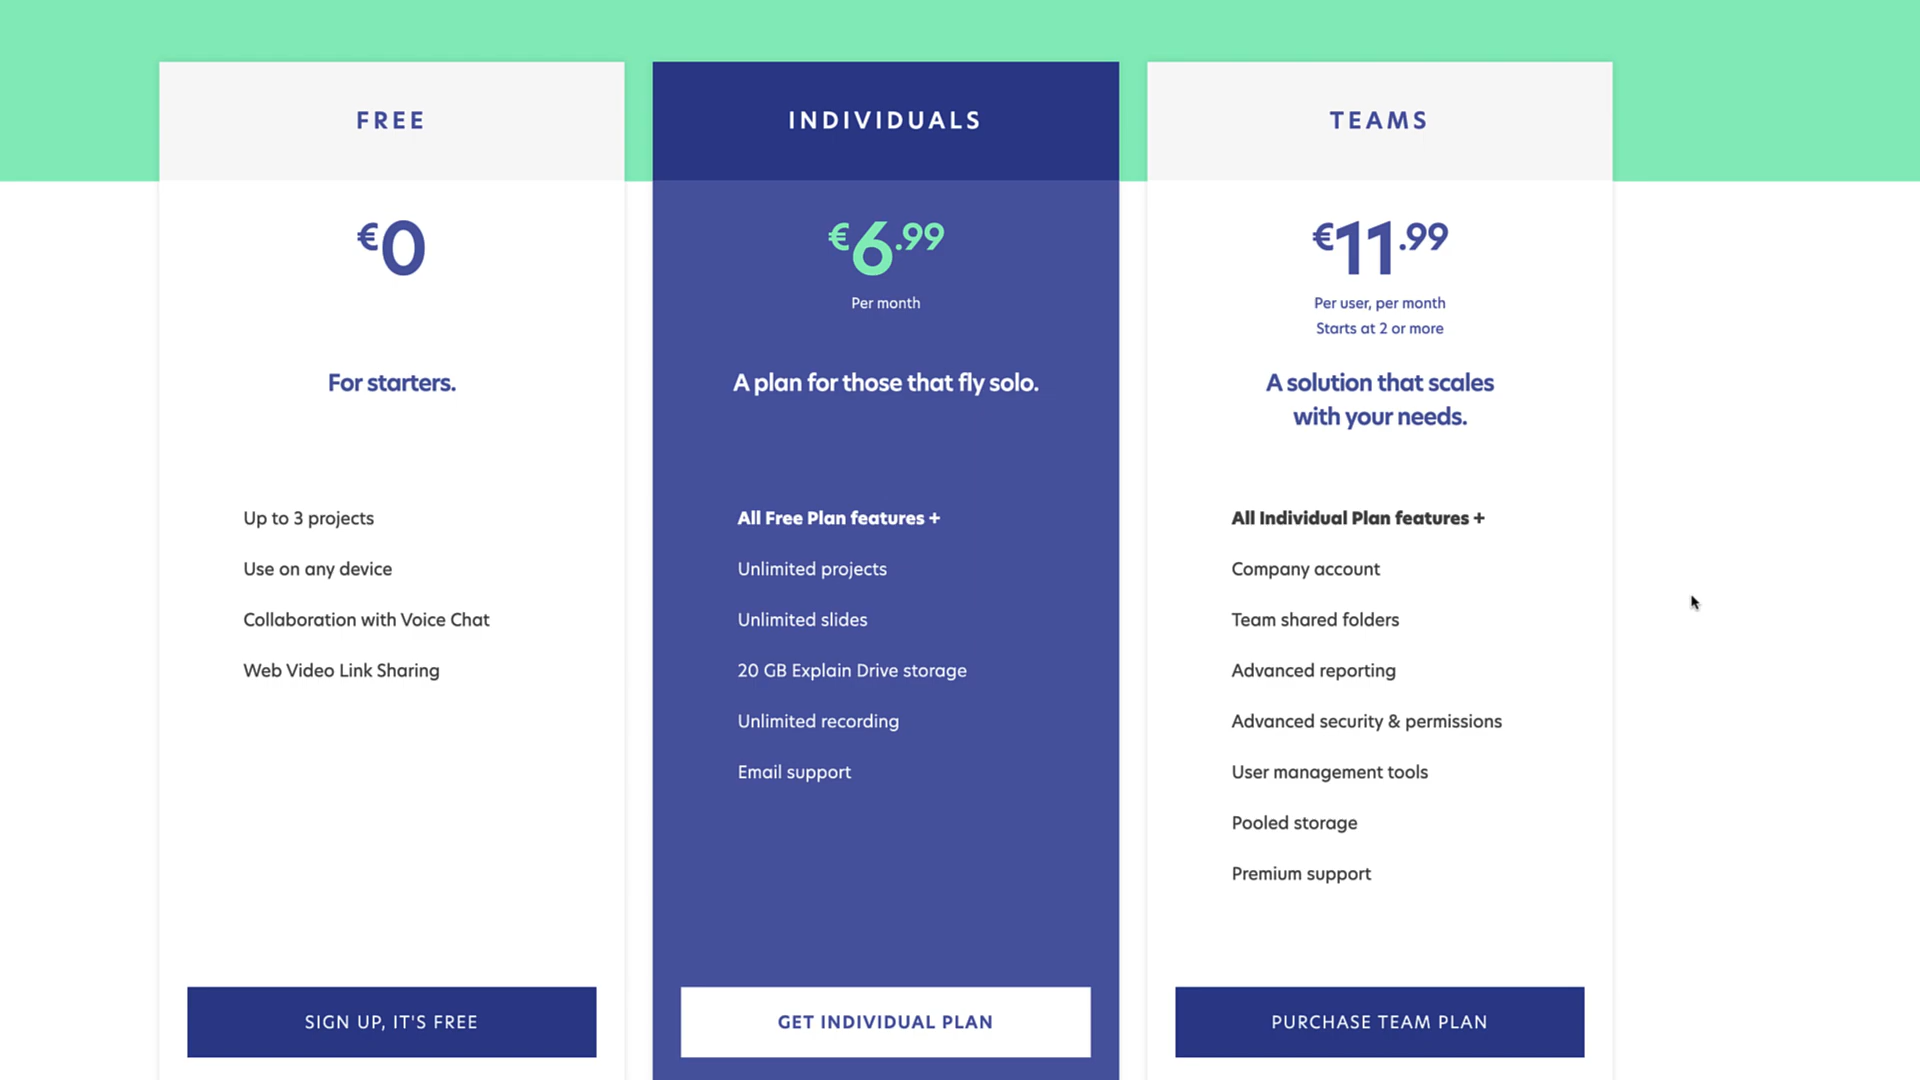 FREE
€0
For starters.
Up to 3 projects
Use on any device
Collaboration with Voice Chat
Web Video Link Sharing
SIGN UP, IT'S FREE
INDIVIDUALS
€6.99
Per month
A plan for those that fly solo.
All Free Plan features +
Unlimited projects
Unlimited slides
20 GB Explain Drive storage
Unlimited recording
Email support
GET INDIVIDUAL PLAN
TEAMS
€11.99
Per user, per month
Starts at 2 or more
A solution that scales
with your needs.
All Individual Plan features +
Company account
Team shared folders
Advanced reporting
Advanced security & permissions
User management tools
Pooled storage
Premium support
PURCHASE TEAM PLAN